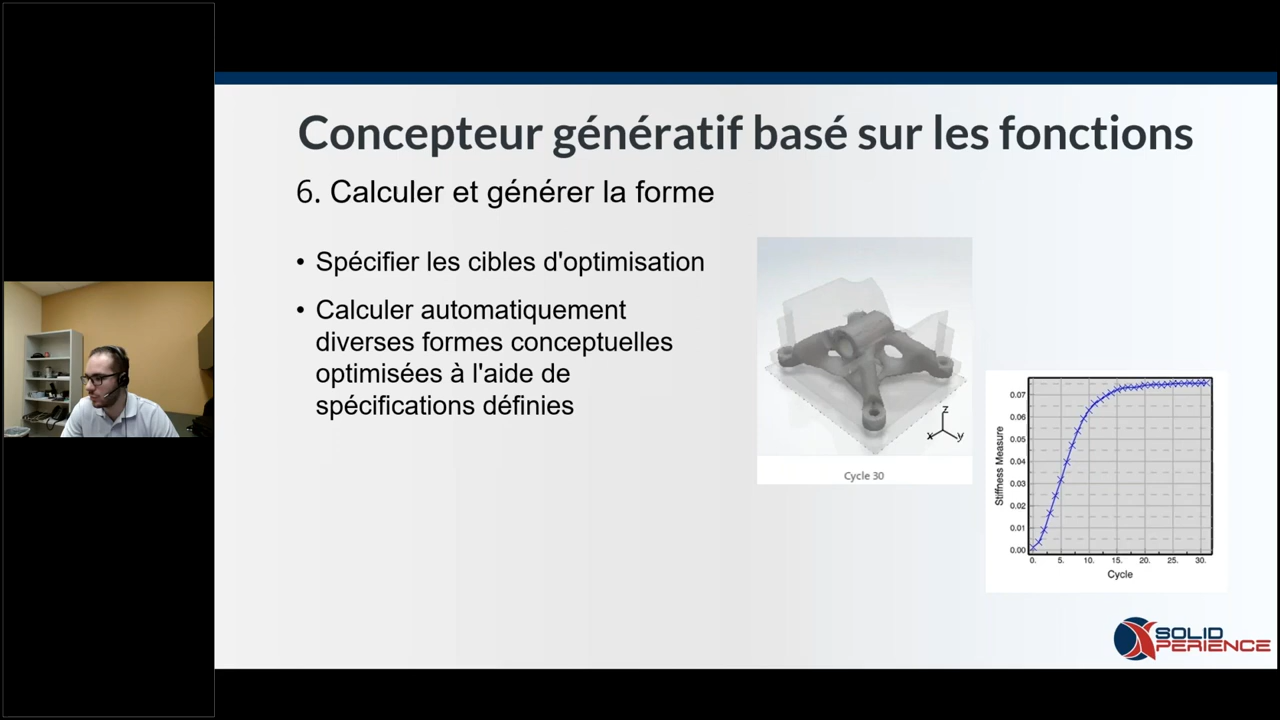 Concepteur génératif basé sur les fonctions
6. Calculer et générer la forme
• Spécifier les cibles d'optimisation
• Calculer automatiquement
diverses formes conceptuelles
optimisées à l'aide de
spécifications définies
z
x
y
Cycle 30
Stiffness Measure
0.07
0.06
0.05
0.04
0.03
0.02
0.01
0.00
0. 5. 10. 15. 20. 25. 30.
Cycle
SOLID
XPERIENCE